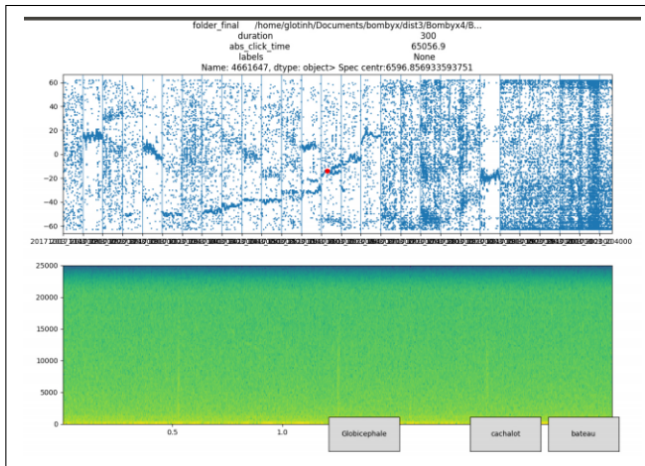 folder_final /home/glotinh/Documents/bombyx/dist3/Bombyx4/B...
duration 300
abs_click_time 65056.9
labels None
Name: 4661647, dtype: object> Spec centr:6596.856933593751
60
40
20
0
−20
−40
−60
25000
20000
15000
10000
5000
0
0.5
1.0
Globicephale
cachalot
bateau